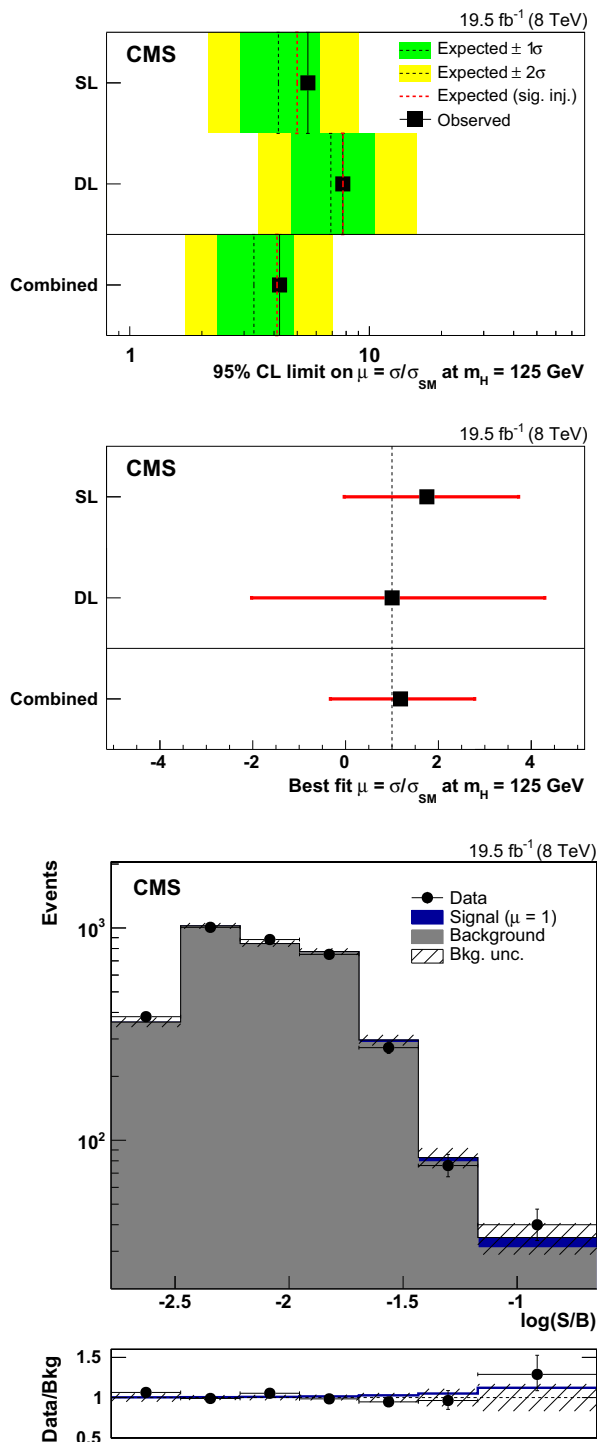 19.5 fb⁻¹ (8 TeV)
CMS
Expected ± 1σ
Expected ± 2σ
Expected (sig. inj.)
Observed
SL
DL
Combined
1 10
95% CL limit on μ = σ/σ_SM at m_H = 125 GeV
19.5 fb⁻¹ (8 TeV)
CMS
SL
DL
Combined
-4 -2 0 2 4
Best fit μ = σ/σ_SM at m_H = 125 GeV
19.5 fb⁻¹ (8 TeV)
CMS
Data
Signal (μ = 1)
Background
Bkg. unc.
Events
10³
10²
-2.5 -2 -1.5 -1
log(S/B)
Data/Bkg
1.5
1
0.5